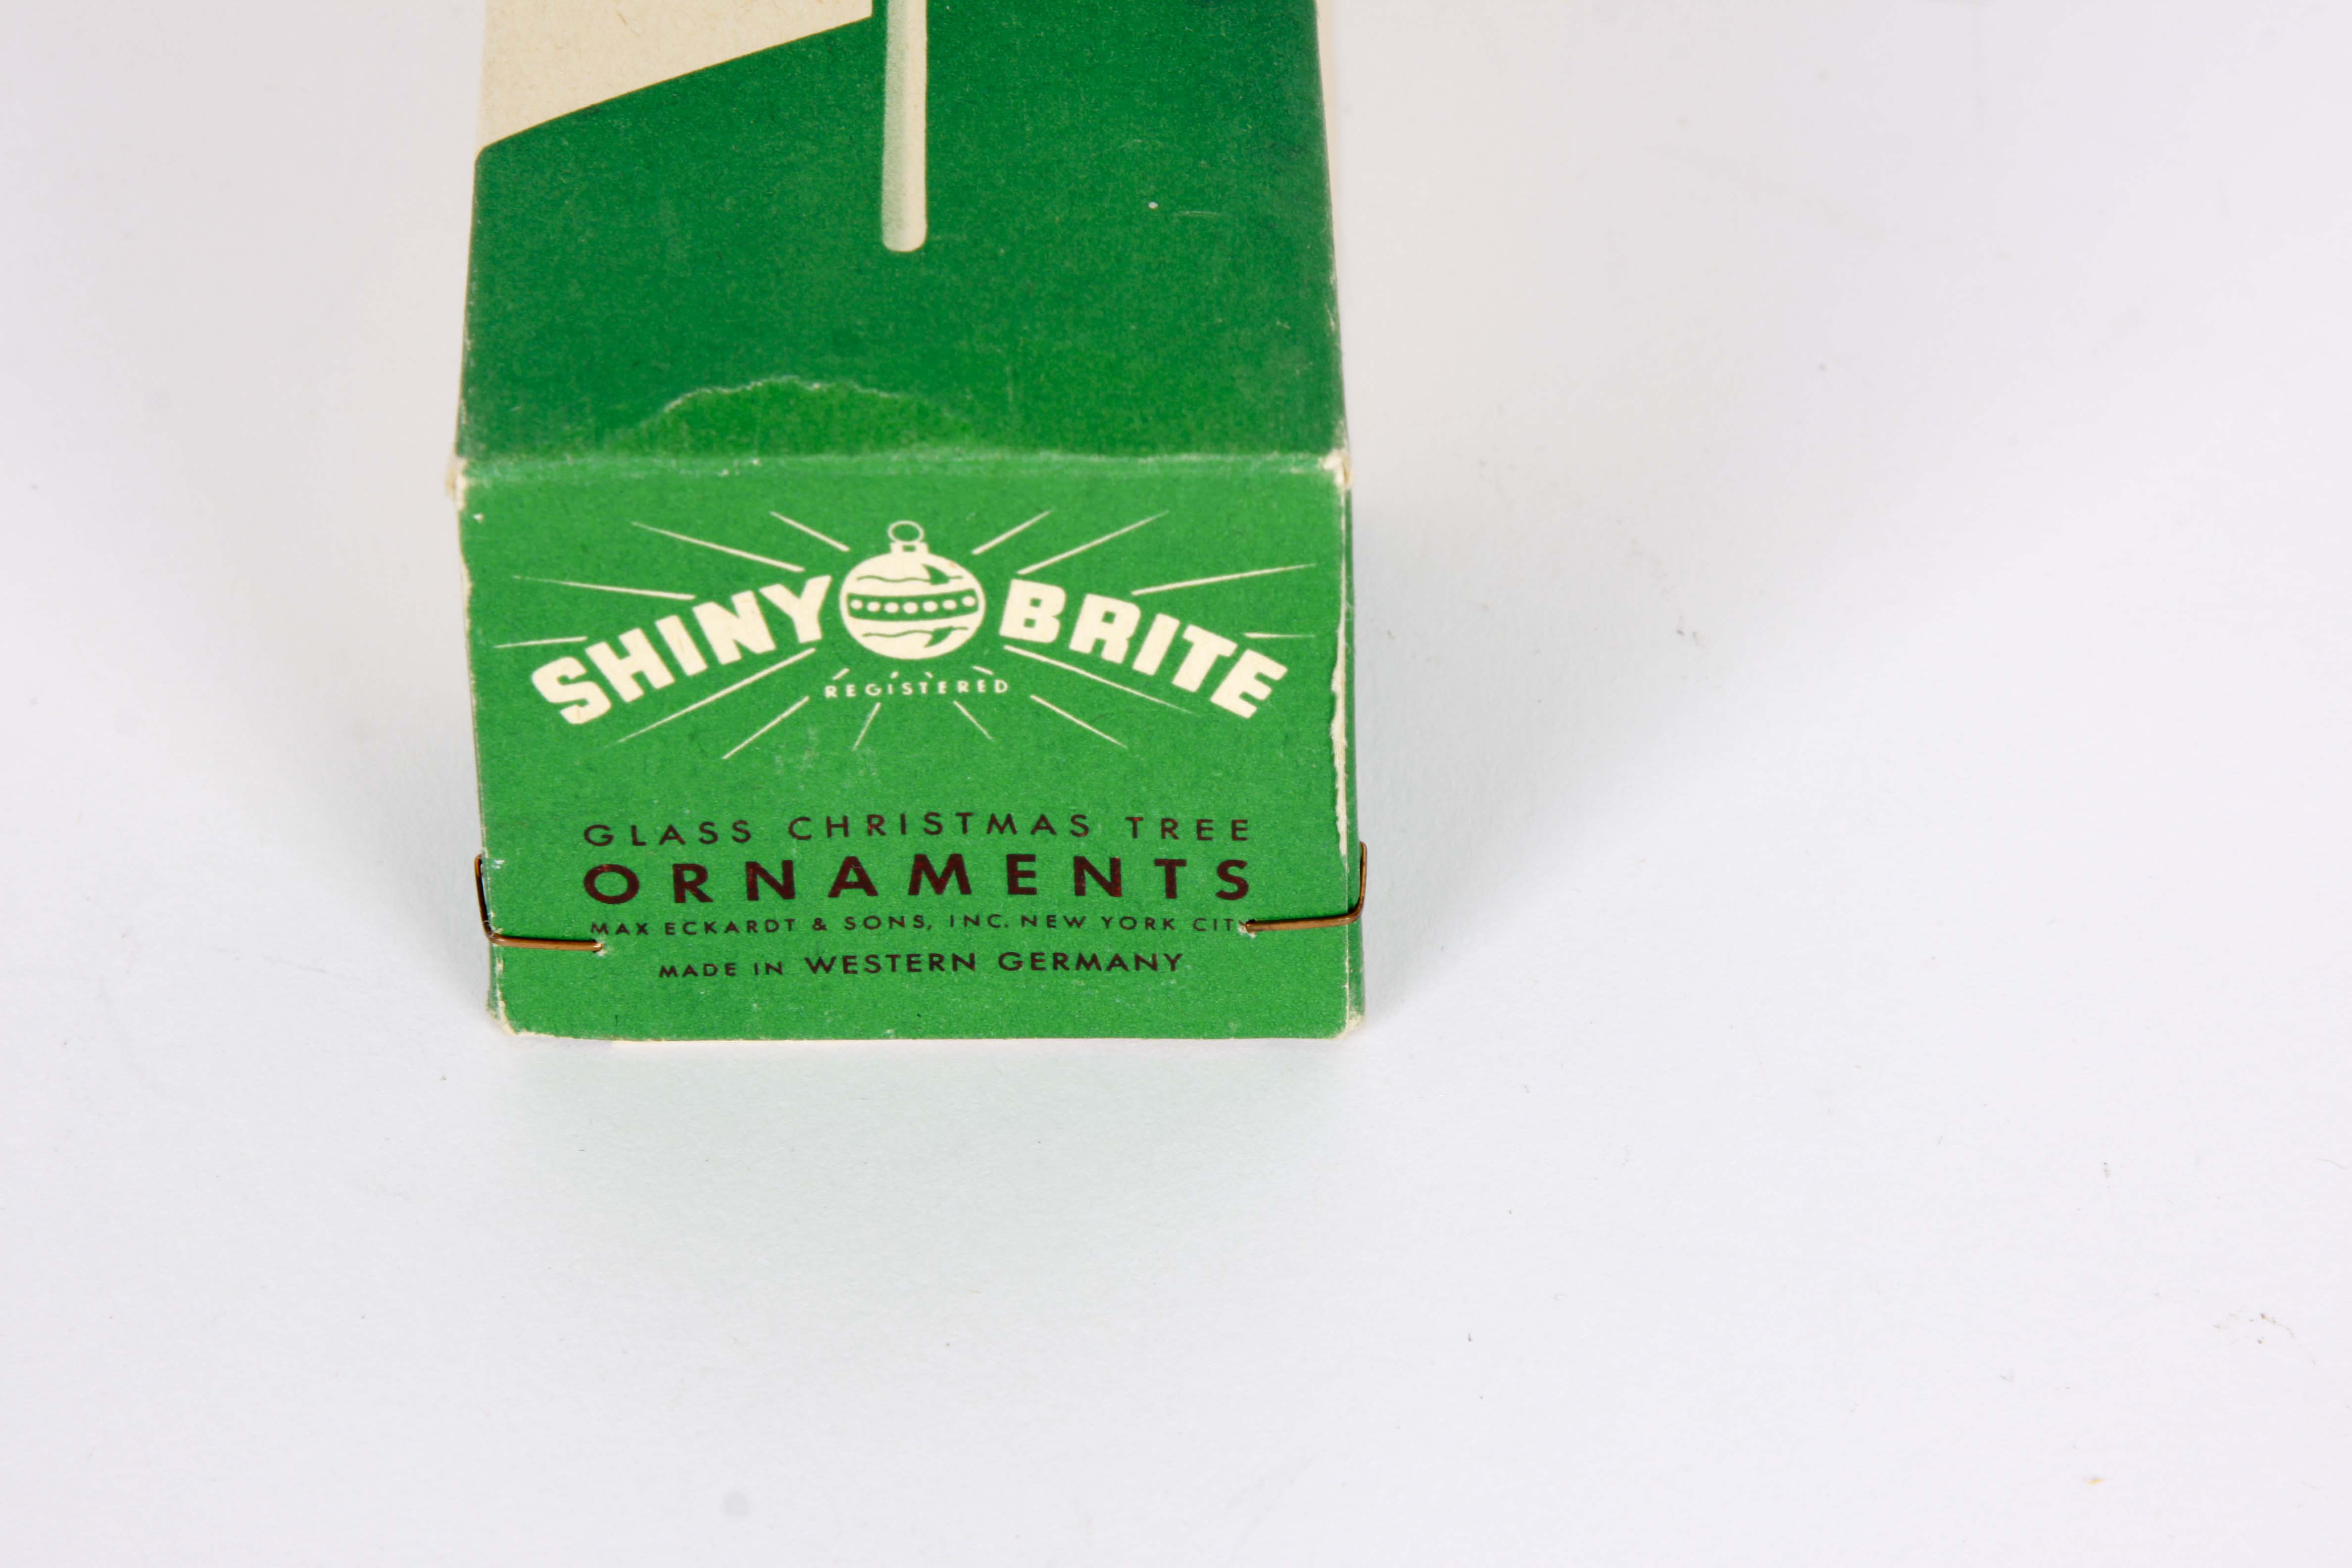 SHINY BRITE
REGISTERED
GLASS CHRISTMAS TREE
ORNAMENTS
MAX ECKARDT & SONS, INC. NEW YORK CITY
MADE IN WESTERN GERMANY